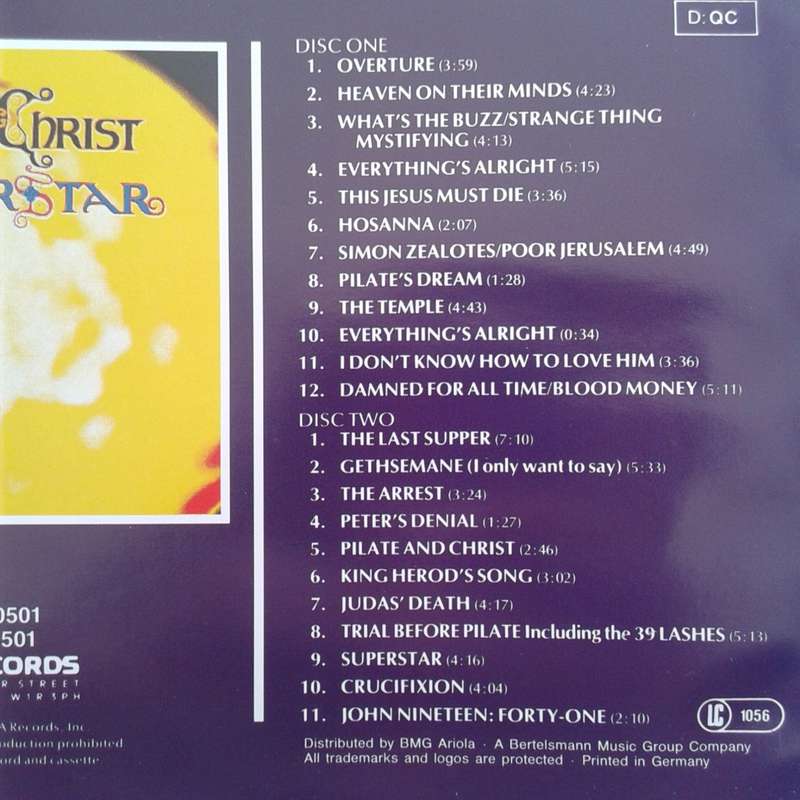 D:QC
CHRIST
RSTAR
DISC ONE
1. OVERTURE (3:59)
2. HEAVEN ON THEIR MINDS (4:23)
3. WHAT'S THE BUZZ/STRANGE THING
MYSTIFYING (4:13)
4. EVERYTHING'S ALRIGHT (5:15)
5. THIS JESUS MUST DIE (3:36)
6. HOSANNA (2:07)
7. SIMON ZEALOTES/POOR JERUSALEM (4:49)
8. PILATE'S DREAM (1:28)
9. THE TEMPLE (4:43)
10. EVERYTHING'S ALRIGHT (0:34)
11. I DON'T KNOW HOW TO LOVE HIM (3:36)
12. DAMNED FOR ALL TIME/BLOOD MONEY (5:11)
DISC TWO
1. THE LAST SUPPER (7:10)
2. GETHSEMANE (I only want to say) (5:33)
3. THE ARREST (3:24)
4. PETER'S DENIAL (1:27)
5. PILATE AND CHRIST (2:46)
6. KING HEROD'S SONG (3:02)
7. JUDAS' DEATH (4:17)
8. TRIAL BEFORE PILATE Including the 39 LASHES (5:13)
9. SUPERSTAR (4:16)
10. CRUCIFIXION (4:04)
11. JOHN NINETEEN: FORTY-ONE (2:10)
LC 1056
Distributed by BMG Ariola · A Bertelsmann Music Group Company
All trademarks and logos are protected · Printed in Germany
0501
501
CORDS
R STREET
W1R 3PH
A Records, Inc.
oduction prohibited
ord and cassette